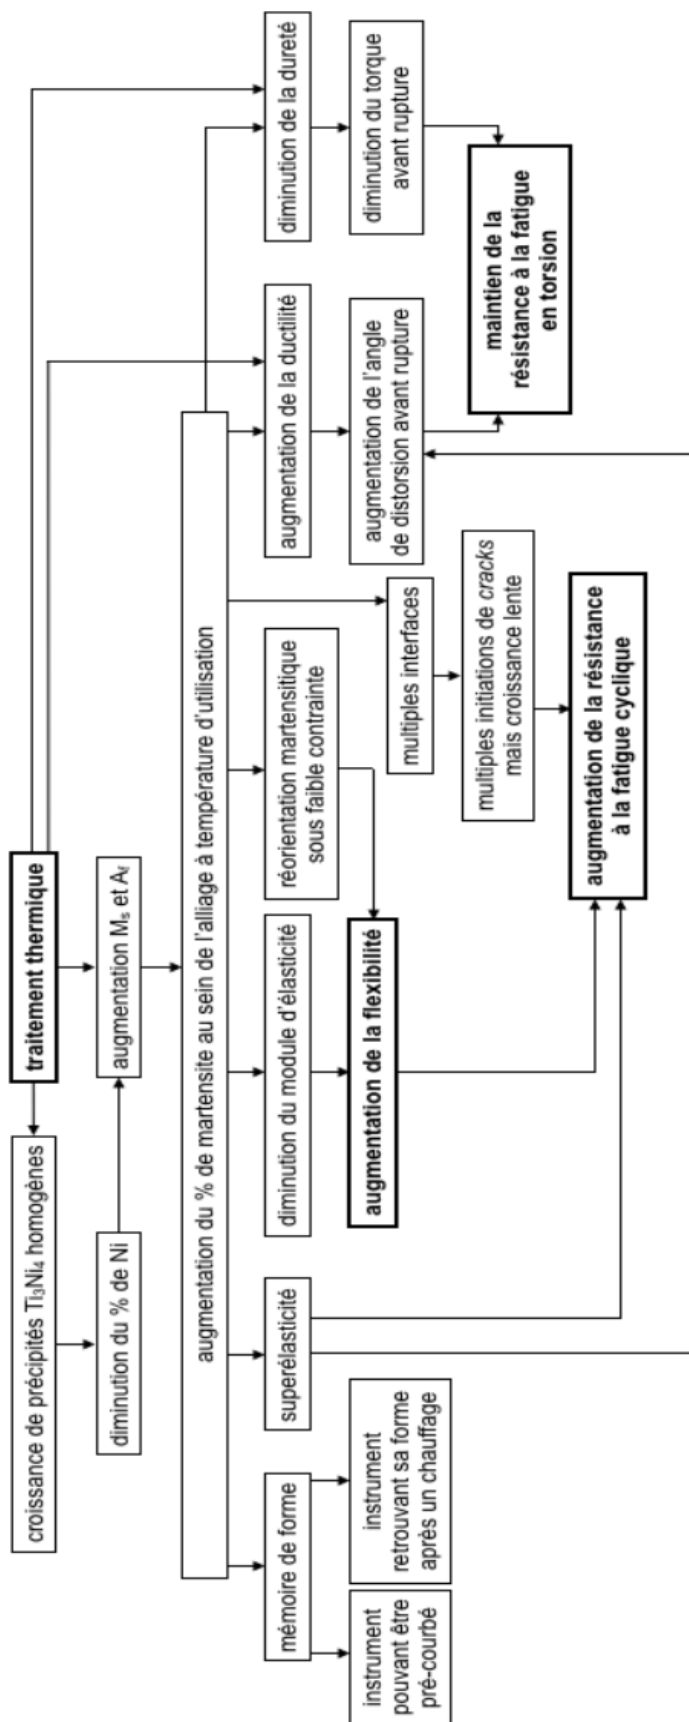 traitement thermique
croissance de précipités Ti₃Ni₄ homogènes
diminution du % de Ni
augmentation Mₛ et A_f
augmentation du % de martensite au sein de l'alliage à température d'utilisation
mémoire de forme
supérélasticité
diminution du module d'élasticité
réorientation martensitique
sous faible contrainte
augmentation de la ductilité
diminution de la dureté
instrument
pouvant être
pré-courbé
instrument
retrouvant sa forme
après un chauffage
augmentation de la flexibilité
multiples interfaces
augmentation de l'angle
de distorsion avant rupture
diminution du torque
avant rupture
multiples initiations de cracks
mais croissance lente
maintien de la
résistance à la fatigue
en torsion
augmentation de la résistance
à la fatigue cyclique